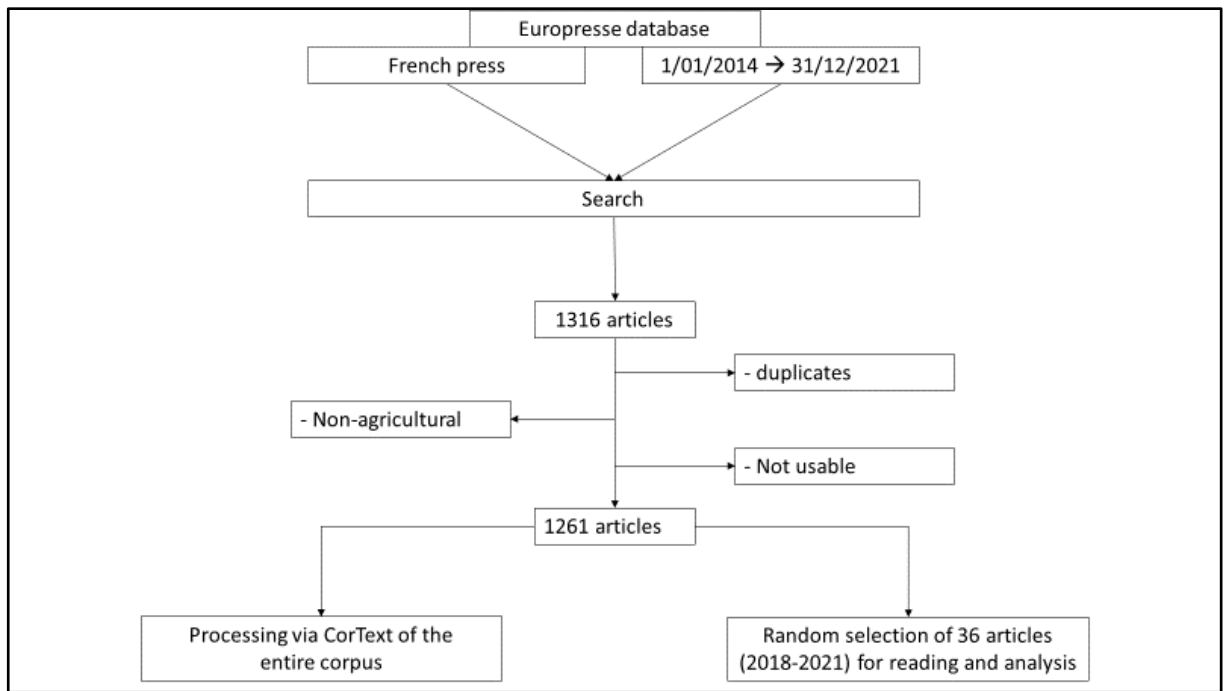 Europresse database
French press
1/01/2014 → 31/12/2021
Search
1316 articles
- duplicates
- Non-agricultural
- Not usable
1261 articles
Processing via CorText of the
entire corpus
Random selection of 36 articles
(2018-2021) for reading and analysis